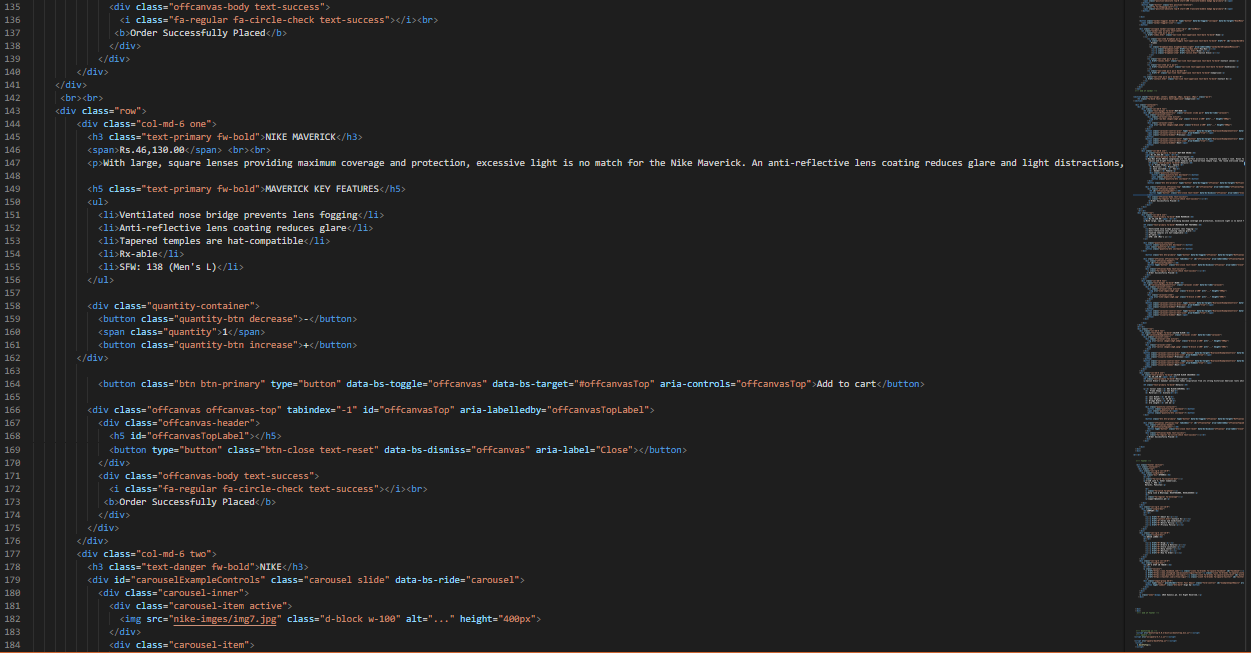 135 <div class="offcanvas-body text-success">
136 <i class="fa-regular fa-circle-check text-success"></i><br>
137 <b>Order Successfully Placed</b>
138 </div>
139 </div>
140 </div>
141 </div>
142 <br><br>
143 <div class="row">
144 <div class="col-md-6 one">
145 <h3 class="text-primary fw-bold">NIKE MAVERICK</h3>
146 <span>Rs.46,130.00</span> <br><br>
147 <p>With large, square lenses providing maximum coverage and protection, excessive light is no match for the Nike Maverick. An anti-reflective lens coating reduces glare and light distractions,
148
149 <h5 class="text-primary fw-bold">MAVERICK KEY FEATURES</h5>
150 <ul>
151 <li>Ventilated nose bridge prevents lens fogging</li>
152 <li>Anti-reflective lens coating reduces glare</li>
153 <li>Tapered temples are hat-compatible</li>
154 <li>Rx-able</li>
155 <li>SFW: 138 (Men's L)</li>
156 </ul>
157
158 <div class="quantity-container">
159 <button class="quantity-btn decrease">-</button>
160 <span class="quantity">1</span>
161 <button class="quantity-btn increase">+</button>
162 </div>
163
164 <button class="btn btn-primary" type="button" data-bs-toggle="offcanvas" data-bs-target="#offcanvasTop" aria-controls="offcanvasTop">Add to cart</button>
165
166 <div class="offcanvas offcanvas-top" tabindex="-1" id="offcanvasTop" aria-labelledby="offcanvasTopLabel">
167 <div class="offcanvas-header">
168 <h5 id="offcanvasTopLabel"></h5>
169 <button type="button" class="btn-close text-reset" data-bs-dismiss="offcanvas" aria-label="Close"></button>
170 </div>
171 <div class="offcanvas-body text-success">
172 <i class="fa-regular fa-circle-check text-success"></i><br>
173 <b>Order Successfully Placed</b>
174 </div>
175 </div>
176 </div>
177 <div class="col-md-6 two">
178 <h3 class="text-danger fw-bold">NIKE</h3>
179 <div id="carouselExampleControls" class="carousel slide" data-bs-ride="carousel">
180 <div class="carousel-inner">
181 <div class="carousel-item active">
182 <img src="nike-imges/img7.jpg" class="d-block w-100" alt="..." height="400px">
183 </div>
184 <div class="carousel-item">